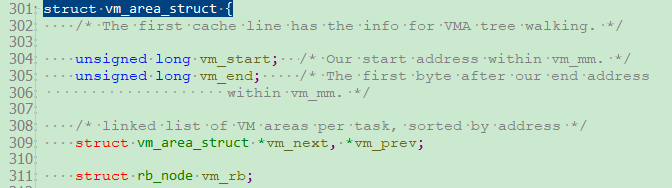 301 struct vm_area_struct {
302 /* The first cache line has the info for VMA tree walking. */
303
304 unsigned long vm_start; /* Our start address within vm_mm. */
305 unsigned long vm_end; /* The first byte after our end address
306 within vm_mm. */
307
308 /* linked list of VM areas per task, sorted by address */
309 struct vm_area_struct *vm_next, *vm_prev;
310
311 struct rb_node vm_rb;